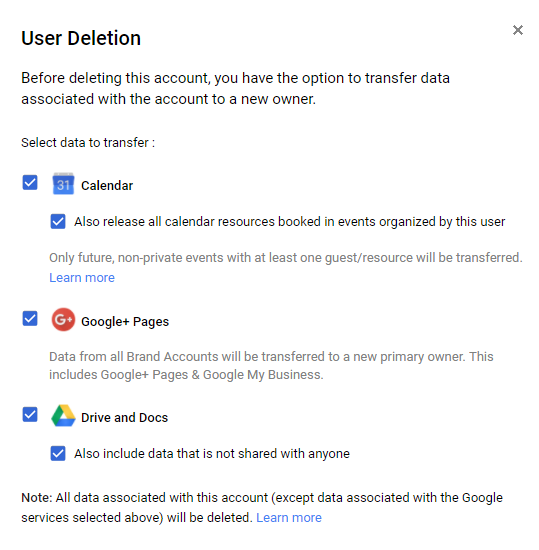 User Deletion
Before deleting this account, you have the option to transfer data
associated with the account to a new owner.
Select data to transfer :
31 Calendar
Also release all calendar resources booked in events organized by this user
Only future, non-private events with at least one guest/resource will be transferred.
Learn more
G+ Google+ Pages
Data from all Brand Accounts will be transferred to a new primary owner. This
includes Google+ Pages & Google My Business.
Drive and Docs
Also include data that is not shared with anyone
Note: All data associated with this account (except data associated with the Google
services selected above) will be deleted. Learn more